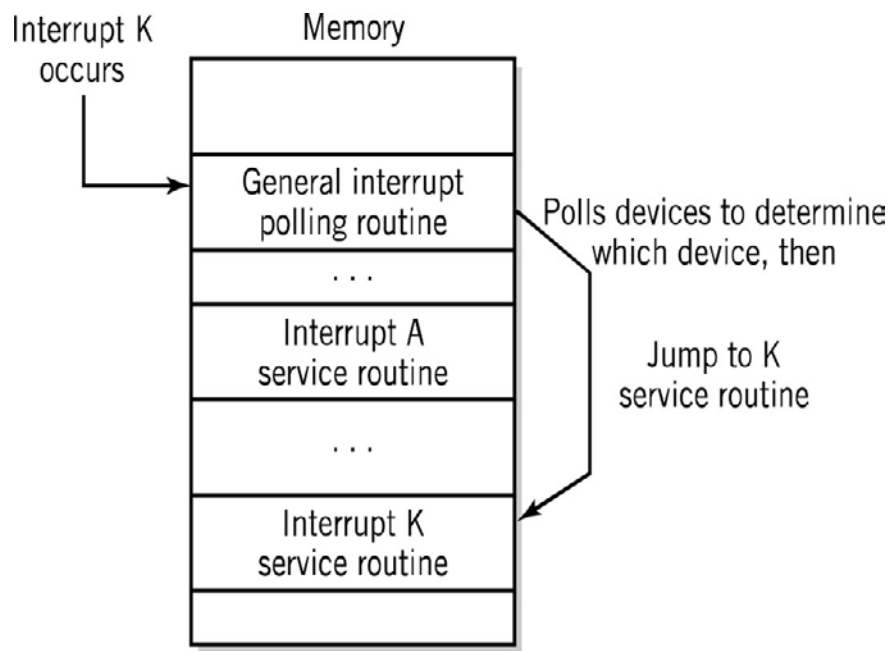 Interrupt K
occurs
Memory
General interrupt
polling routine
Polls devices to determine
which device, then
. . .
Interrupt A
service routine
Jump to K
service routine
. . .
Interrupt K
service routine